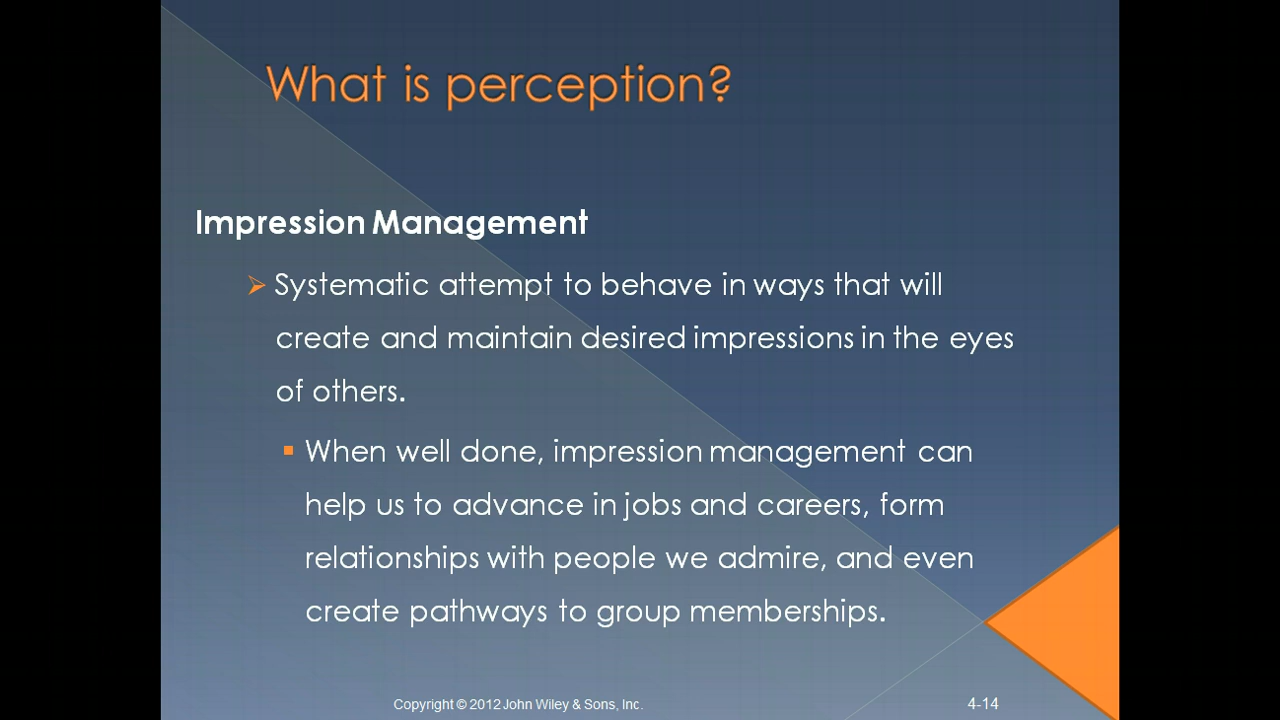 What is perception?
Impression Management
Systematic attempt to behave in ways that will
create and maintain desired impressions in the eyes
of others.
When well done, impression management can
help us to advance in jobs and careers, form
relationships with people we admire, and even
create pathways to group memberships.
Copyright © 2012 John Wiley & Sons, Inc.
4-14